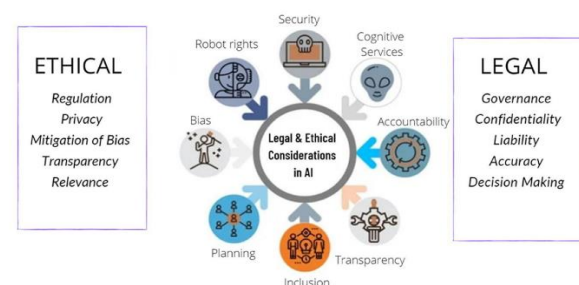 ETHICAL
Regulation
Privacy
Mitigation of Bias
Transparency
Relevance
Security
Robot rights
Cognitive
Services
Bias
Legal & Ethical
Considerations
in AI
Accountability
Planning
Inclusion
Transparency
LEGAL
Governance
Confidentiality
Liability
Accuracy
Decision Making